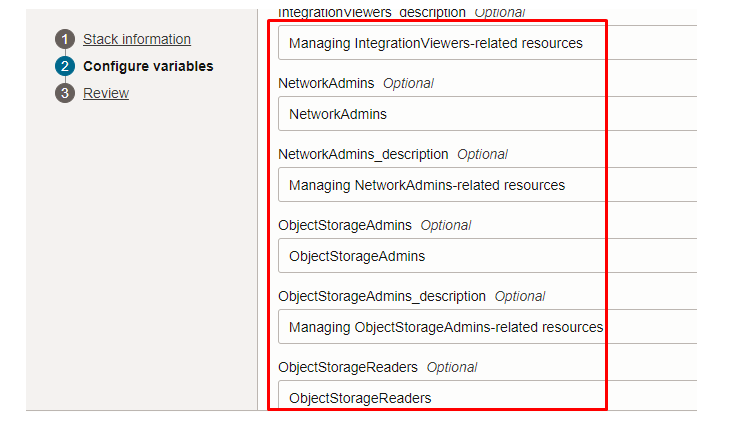 IntegrationViewers_description Optional
1 Stack information
Managing IntegrationViewers-related resources
2 Configure variables
3 Review
NetworkAdmins Optional
NetworkAdmins
NetworkAdmins_description Optional
Managing NetworkAdmins-related resources
ObjectStorageAdmins Optional
ObjectStorageAdmins
ObjectStorageAdmins_description Optional
Managing ObjectStorageAdmins-related resources
ObjectStorageReaders Optional
ObjectStorageReaders